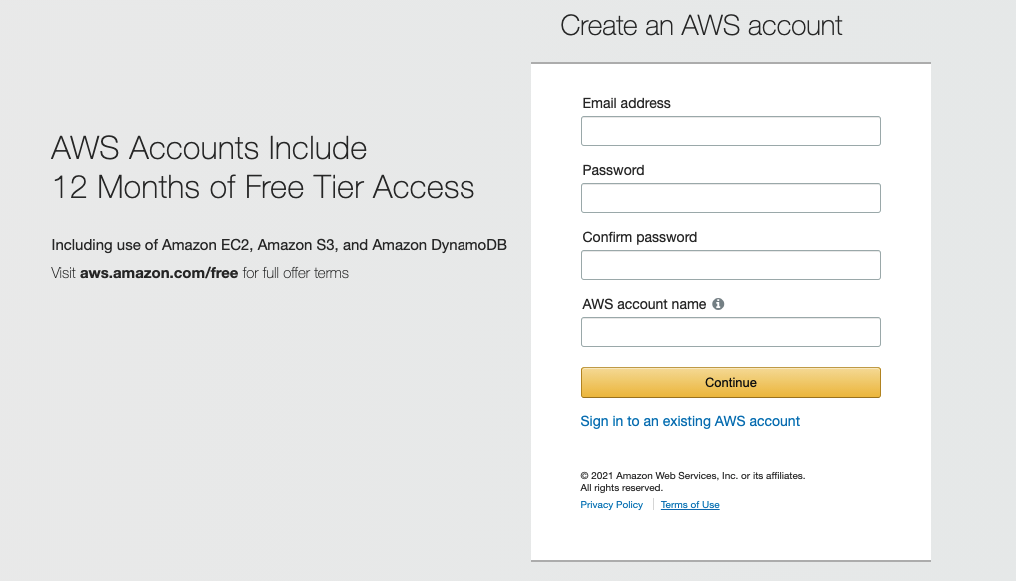 Create an AWS account
AWS Accounts Include
12 Months of Free Tier Access
Including use of Amazon EC2, Amazon S3, and Amazon DynamoDB
Visit aws.amazon.com/free for full offer terms
Email address
Password
Confirm password
AWS account name
Continue
Sign in to an existing AWS account
© 2021 Amazon Web Services, Inc. or its affiliates.
All rights reserved.
Privacy Policy | Terms of Use